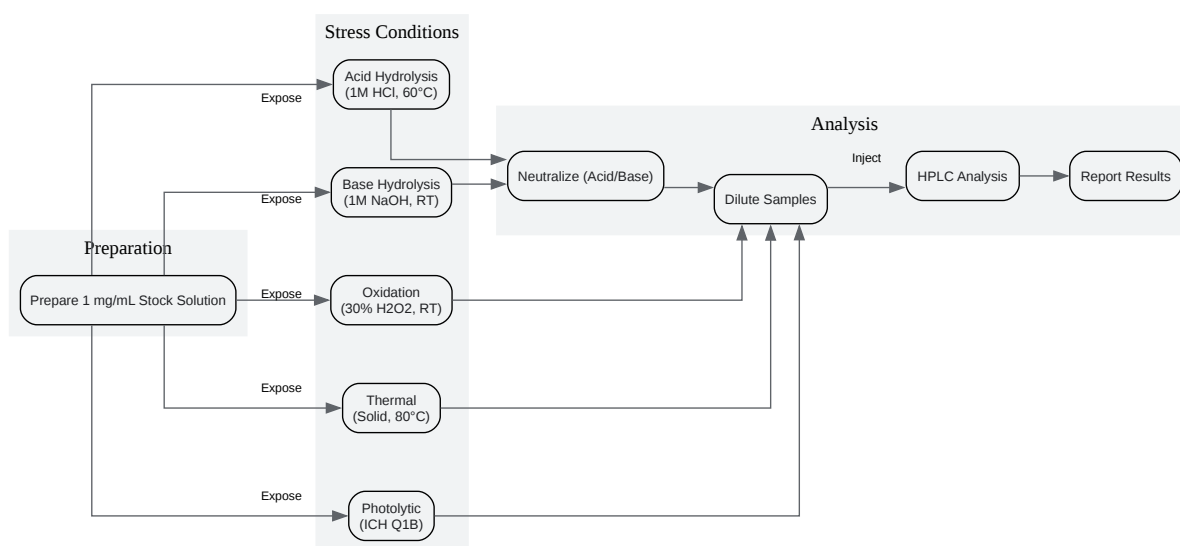 Stress Conditions
Acid Hydrolysis
(1M HCl, 60°C)
Expose
Analysis
Inject
Neutralize (Acid/Base)
HPLC Analysis
Report Results
Base Hydrolysis
(1M NaOH, RT)
Expose
Dilute Samples
Preparation
Prepare 1 mg/mL Stock Solution
Expose
Oxidation
(30% H2O2, RT)
Expose
Thermal
(Solid, 80°C)
Expose
Photolytic
(ICH Q1B)